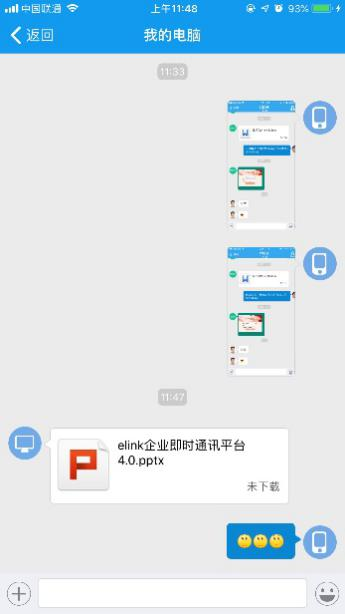 中国联通 上午11:48 93%
返回 我的电脑
11:33
11:47
elink企业即时通讯平台
4.0.pptx
未下载